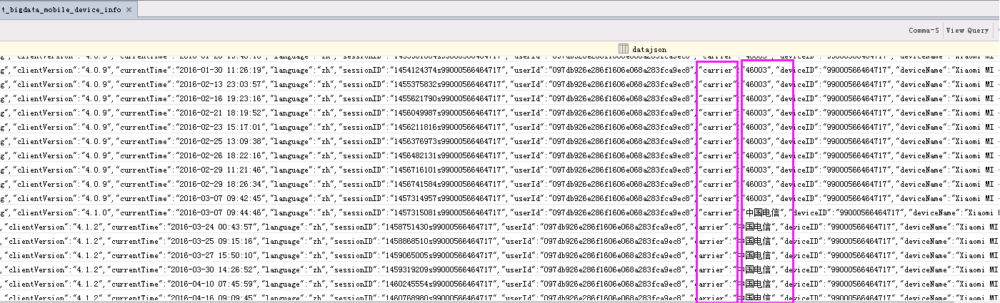 t_bigdata_mobile_device_info ×
Comma-S View Query
datajson
g","clientVersion":"4.0.9","currentTime":"2016-01-30 11:26:19","language":"zh","sessionID":"1454124374s99000566464717","userId":"097db926e286f1606e068a283fca9ec8","carrier":"46003","deviceID":"99000566464717","deviceName":"Xiaomi MI
","clientVersion":"4.0.9","currentTime":"2016-02-13 23:03:57","language":"zh","sessionID":"1455375832s99000566464717","userId":"097db926e286f1606e068a283fca9ec8","carrier":"46003","deviceID":"99000566464717","deviceName":"Xiaomi MI
","clientVersion":"4.0.9","currentTime":"2016-02-16 19:23:16","language":"zh","sessionID":"1455621790s99000566464717","userId":"097db926e286f1606e068a283fca9ec8","carrier":"46003","deviceID":"99000566464717","deviceName":"Xiaomi MI
g","clientVersion":"4.0.9","currentTime":"2016-02-21 18:19:52","language":"zh","sessionID":"1456049987s99000566464717","userId":"097db926e286f1606e068a283fca9ec8","carrier":"46003","deviceID":"99000566464717","deviceName":"Xiaomi MI
g","clientVersion":"4.0.9","currentTime":"2016-02-23 15:17:01","language":"zh","sessionID":"1456211816s99000566464717","userId":"097db926e286f1606e068a283fca9ec8","carrier":"46003","deviceID":"99000566464717","deviceName":"Xiaomi MI
g","clientVersion":"4.0.9","currentTime":"2016-02-25 13:09:38","language":"zh","sessionID":"1456376973s99000566464717","userId":"097db926e286f1606e068a283fca9ec8","carrier":"46003","deviceID":"99000566464717","deviceName":"Xiaomi MI
g","clientVersion":"4.0.9","currentTime":"2016-02-26 18:22:16","language":"zh","sessionID":"1456482131s99000566464717","userId":"097db926e286f1606e068a283fca9ec8","carrier":"46003","deviceID":"99000566464717","deviceName":"Xiaomi MI
g","clientVersion":"4.0.9","currentTime":"2016-02-29 11:21:46","language":"zh","sessionID":"1456716101s99000566464717","userId":"097db926e286f1606e068a283fca9ec8","carrier":"46003","deviceID":"99000566464717","deviceName":"Xiaomi MI
g","clientVersion":"4.0.9","currentTime":"2016-02-29 18:26:34","language":"zh","sessionID":"1456741584s99000566464717","userId":"097db926e286f1606e068a283fca9ec8","carrier":"46003","deviceID":"99000566464717","deviceName":"Xiaomi MI
g","clientVersion":"4.0.9","currentTime":"2016-03-07 09:42:45","language":"zh","sessionID":"1457314957s99000566464717","userId":"097db926e286f1606e068a283fca9ec8","carrier":"46003","deviceID":"99000566464717","deviceName":"Xiaomi MI
g","clientVersion":"4.1.0","currentTime":"2016-03-07 09:44:46","language":"zh","sessionID":"1457315081s99000566464717","userId":"097db926e286f1606e068a283fca9ec8","carrier":"中国电信","deviceID":"99000566464717","deviceName":"Xiaomi
,"clientVersion":"4.1.2","currentTime":"2016-03-24 00:43:57","language":"zh","sessionID":"1458751430s99000566464717","userId":"097db926e286f1606e068a283fca9ec8","carrier":"中国电信","deviceID":"99000566464717","deviceName":"Xiaomi MI
,"clientVersion":"4.1.2","currentTime":"2016-03-25 09:15:16","language":"zh","sessionID":"1458868510s99000566464717","userId":"097db926e286f1606e068a283fca9ec8","carrier":"中国电信","deviceID":"99000566464717","deviceName":"Xiaomi MI
,"clientVersion":"4.1.2","currentTime":"2016-03-27 15:50:10","language":"zh","sessionID":"1459065005s99000566464717","userId":"097db926e286f1606e068a283fca9ec8","carrier":"中国电信","deviceID":"99000566464717","deviceName":"Xiaomi MI
,"clientVersion":"4.1.2","currentTime":"2016-03-30 14:26:52","language":"zh","sessionID":"1459319209s99000566464717","userId":"097db926e286f1606e068a283fca9ec8","carrier":"中国电信","deviceID":"99000566464717","deviceName":"Xiaomi MI
,"clientVersion":"4.1.2","currentTime":"2016-04-10 07:45:59","language":"zh","sessionID":"1460245554s99000566464717","userId":"097db926e286f1606e068a283fca9ec8","carrier":"中国电信","deviceID":"99000566464717","deviceName":"Xiaomi MI
,"clientVersion":"4.1.2","currentTime":"2016-04-16 09:09:45","language":"zh","sessionID":"1460768980s99000566464717","userId":"097db926e286f1606e068a283fca9ec8","carrier":"中国电信","deviceID":"99000566464717","deviceName":"Xiaomi MI